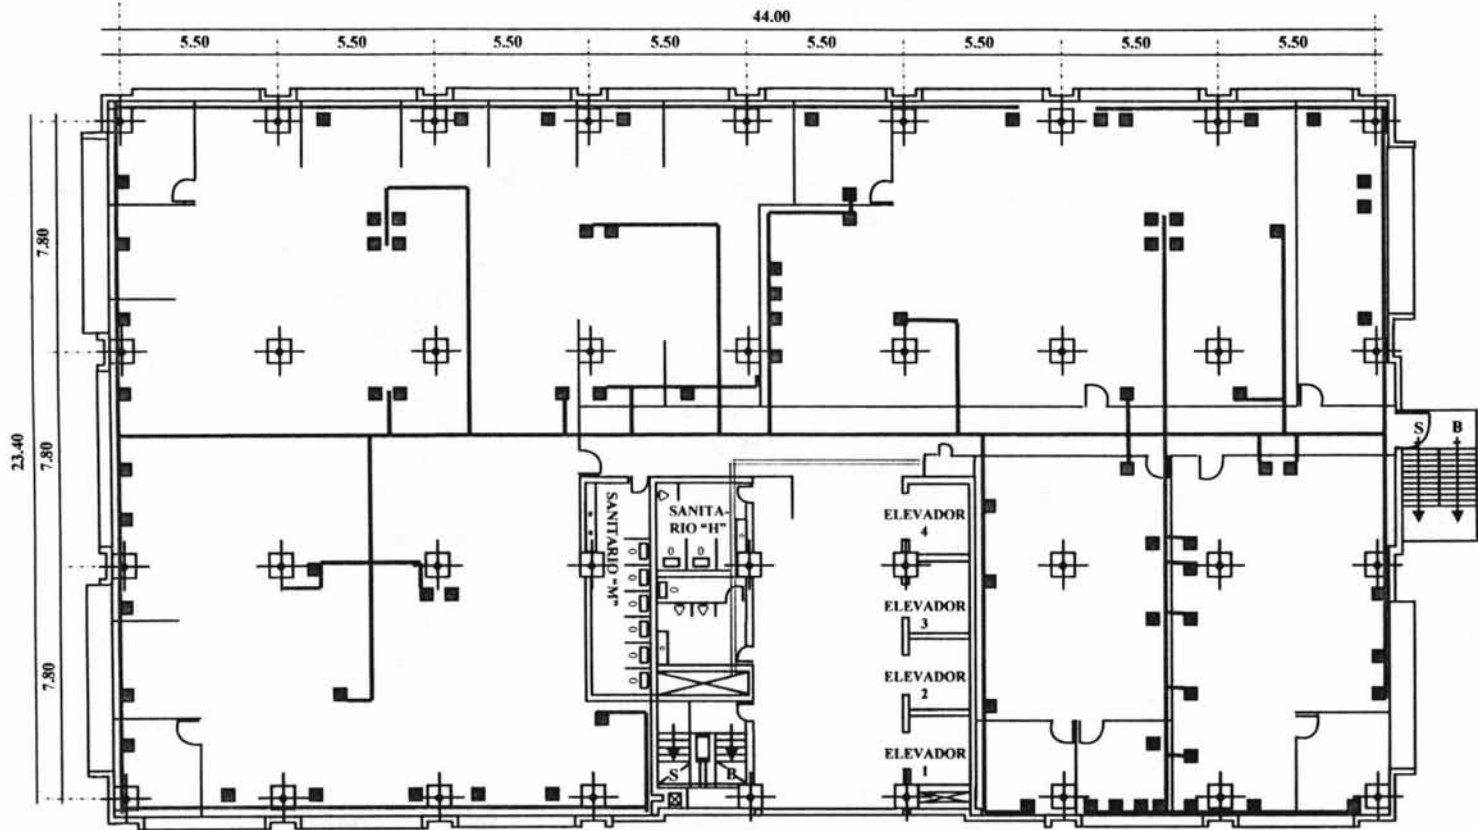 44.00
5.50 5.50 5.50 5.50 5.50 5.50 5.50 5.50
7.80
23.40
7.80
7.80
S B
SANITARIO "M"
SANITA-
RIO "H"
ELEVADOR
4
ELEVADOR
3
ELEVADOR
2
ELEVADOR
1
S B